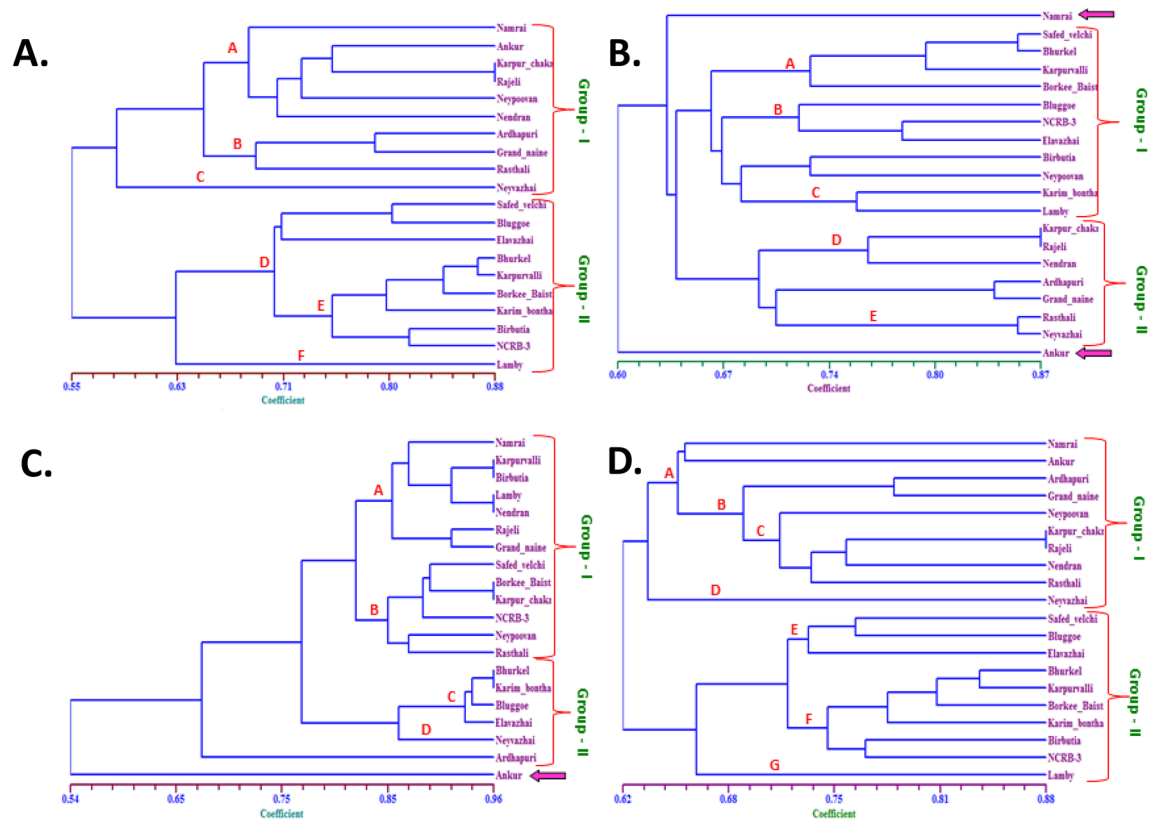 A.
A
B
C
D
E
F
Namrai
Ankur
Karpur_chaka
Rajeli
Neypoovan
Nendran
Ardhapuri
Grand_naine
Rasthali
Neyvazhai
Safed_velchi
Bluggoe
Elavazhai
Bhurkel
Karpurvalli
Borkee_Baist
Karim_bontha
Birbutia
NCRB-3
Lamby
Group - I
Group - II
0.55 0.63 0.71 0.80 0.88
Coefficient
B.
A
B
C
D
E
Namrai
Safed_velchi
Bhurkel
Karpurvalli
Borkee_Baist
Bluggoe
NCRB-3
Elavazhai
Birbutia
Neypoovan
Karim_bontha
Lamby
Karpur_chaka
Rajeli
Nendran
Ardhapuri
Grand_naine
Rasthali
Neyvazhai
Ankur
Group - I
Group - II
0.60 0.67 0.74 0.80 0.87
Coefficient
C.
A
B
C
D
Namrai
Karpurvalli
Birbutia
Lamby
Nendran
Rajeli
Grand_naine
Safed_velchi
Borkee_Baist
Karpur_chaka
NCRB-3
Neypoovan
Rasthali
Bhurkel
Karim_bontha
Bluggoe
Elavazhai
Neyvazhai
Ardhapuri
Ankur
Group - I
Group - II
0.54 0.65 0.75 0.85 0.96
Coefficient
D.
A
B
C
D
E
F
G
Namrai
Ankur
Ardhapuri
Grand_naine
Neypoovan
Karpur_chaka
Rajeli
Nendran
Rasthali
Neyvazhai
Safed_velchi
Bluggoe
Elavazhai
Bhurkel
Karpurvalli
Borkee_Baist
Karim_bontha
Birbutia
NCRB-3
Lamby
Group - I
Group - II
0.62 0.68 0.75 0.81 0.88
Coefficient